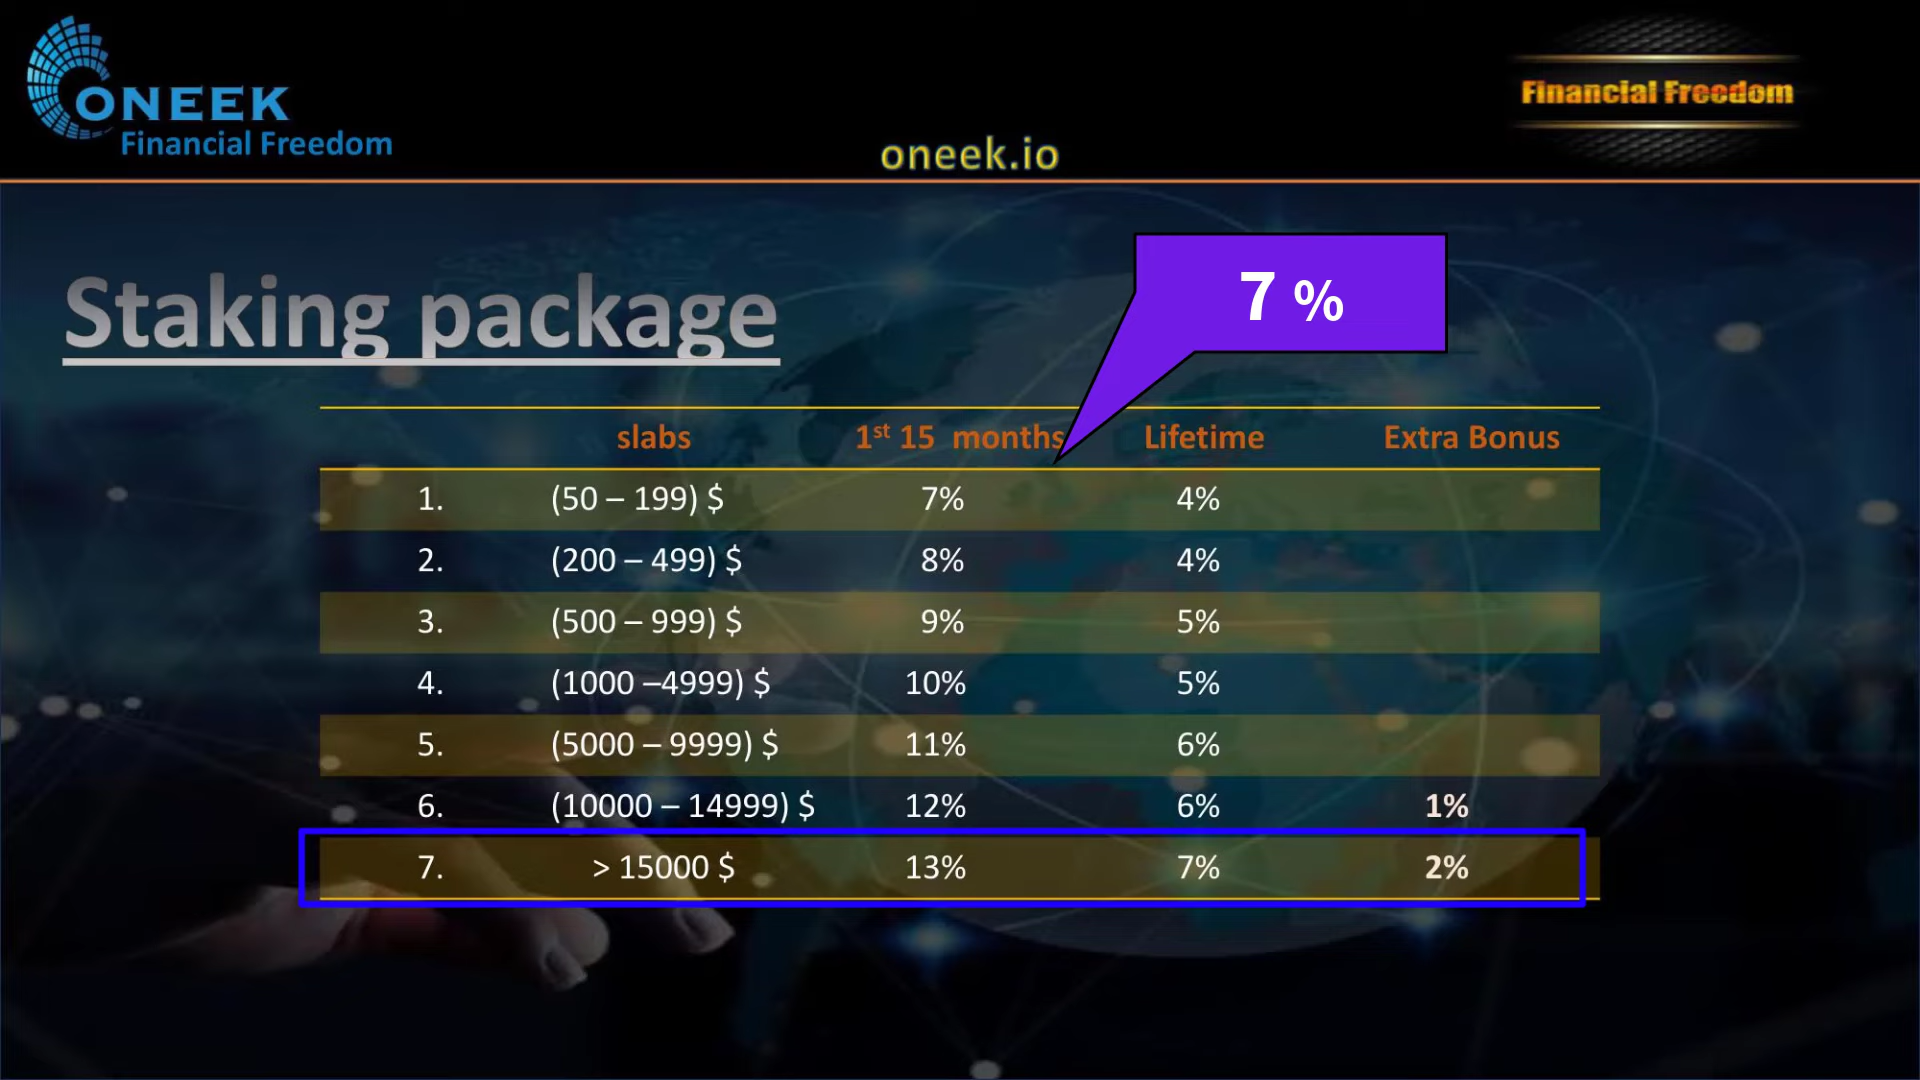 ONEEK
Financial Freedom
oneek.io
Financial Freedom
Staking package
7 %
slabs 1st 15 months Lifetime Extra Bonus
1. (50 – 199) $ 7% 4%
2. (200 – 499) $ 8% 4%
3. (500 – 999) $ 9% 5%
4. (1000 –4999) $ 10% 5%
5. (5000 – 9999) $ 11% 6%
6. (10000 – 14999) $ 12% 6% 1%
7. > 15000 $ 13% 7% 2%